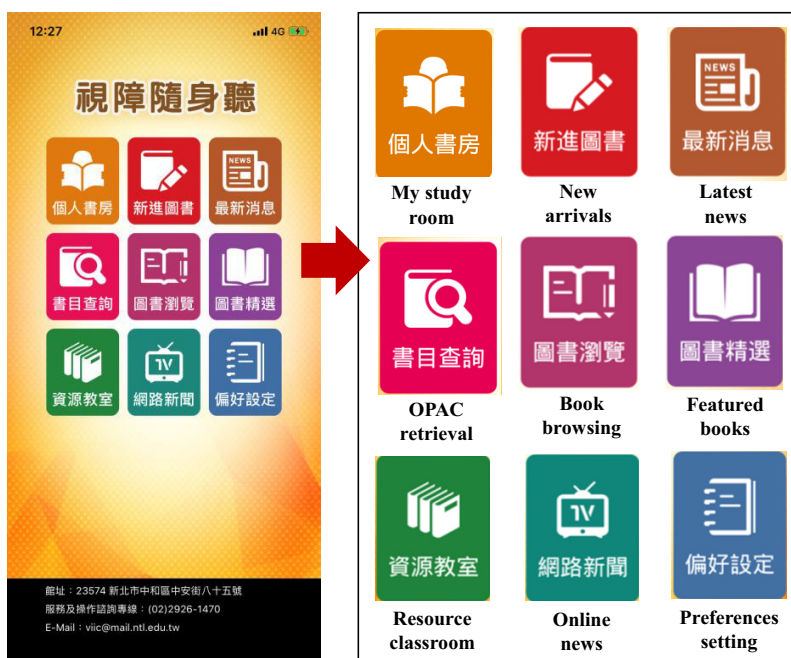 12:27
4G
視障隨身聽
個人書房 新進圖書 最新消息
NEWS
書目查詢 圖書瀏覽 圖書精選
TV
資源教室 網路新聞 偏好設定
館址：23574 新北市中和區中安街八十五號
服務及操作諮詢專線：(02)2926-1470
E-Mail：viic@mail.ntl.edu.tw
NEWS
個人書房 新進圖書 最新消息
My study
room
New
arrivals
Latest
news
書目查詢 圖書瀏覽 圖書精選
OPAC
retrieval
Book
browsing
Featured
books
TV
資源教室 網路新聞 偏好設定
Resource
classroom
Online
news
Preferences
setting